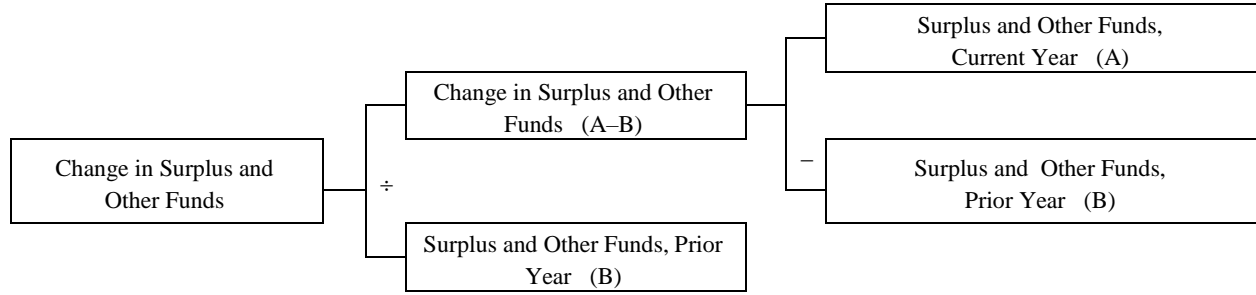 Surplus and Other Funds,
Current Year (A)
Change in Surplus and Other
Funds (A–B)
Change in Surplus and
Other Funds
÷
–
Surplus and Other Funds,
Prior Year (B)
Surplus and Other Funds, Prior
Year (B)